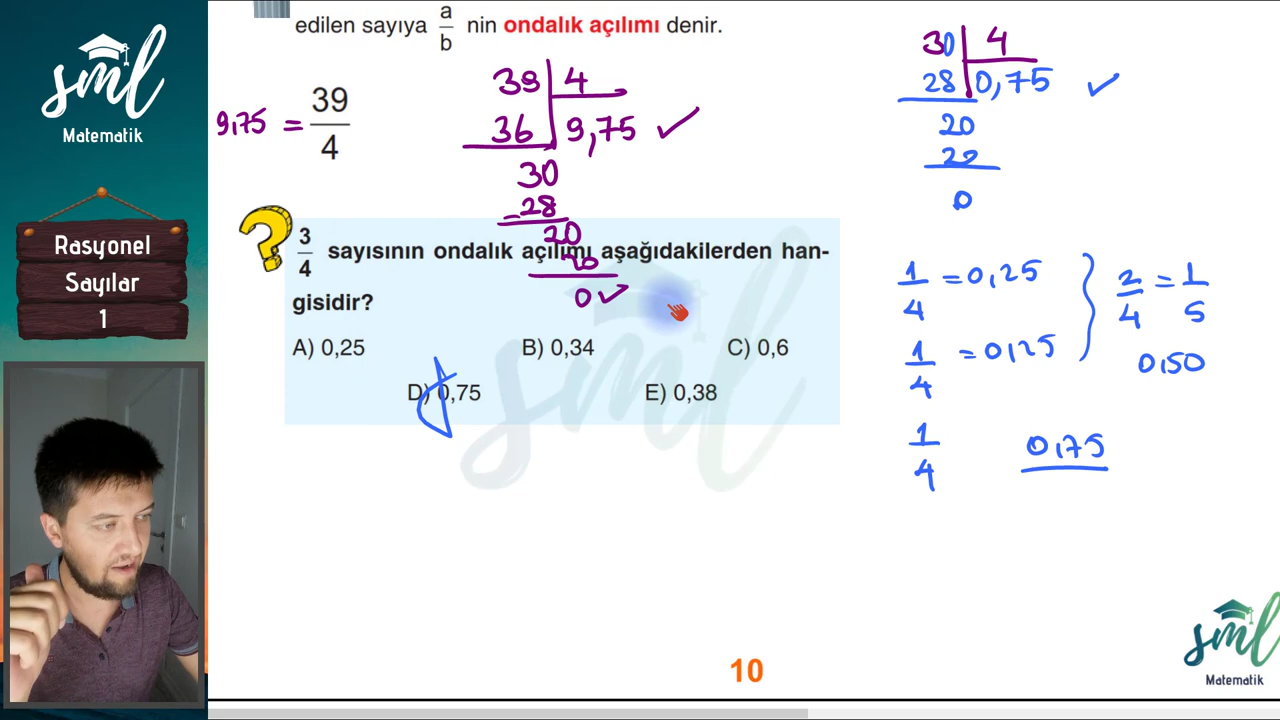 sml
Matematik
Rasyonel
Sayılar
1
edilen sayıya a/b nin ondalık açılımı denir.
9,75 = 39/4
39 | 4
36 | 9,75 ✓
30
-28
20
20
0 ✓
? 3/4 sayısının ondalık açılımı aşağıdakilerden han-
gisidir?
A) 0,25 B) 0,34 C) 0,6
D) 0,75 E) 0,38
30 | 4
28 | 0,75 ✓
20
20
0
1/4 = 0,25 } 2/4 = 1/5
1/4 = 0,25 0,50
1/4 0,75
10
sml
Matematik